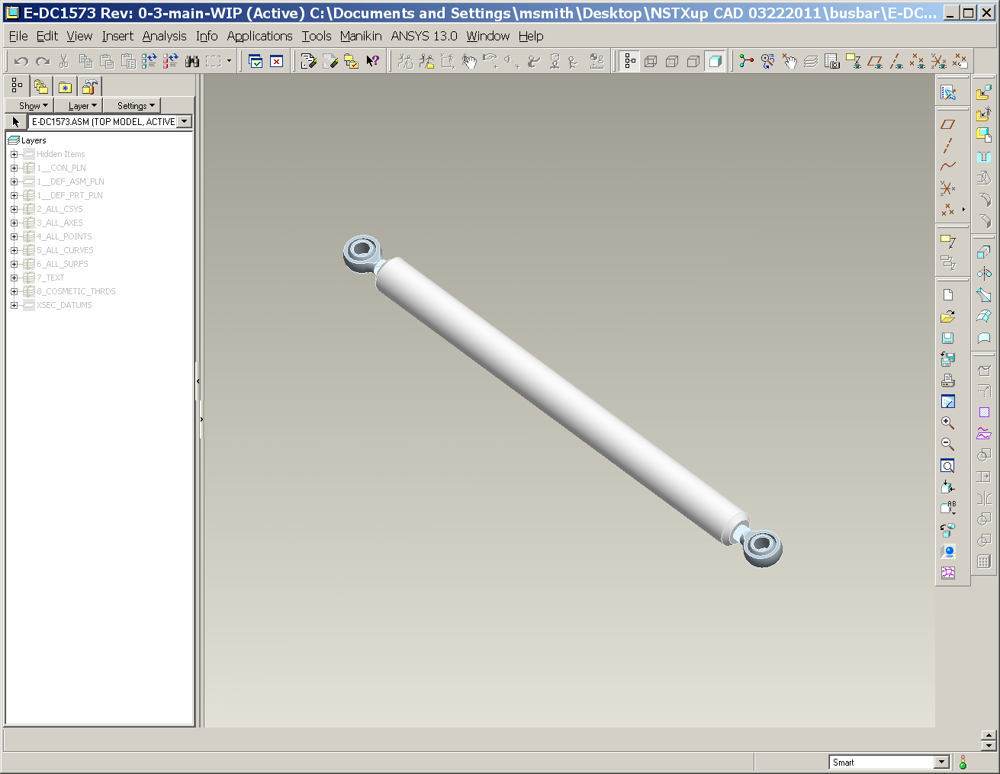 E-DC1573 Rev: 0-3-main-WIP (Active) C:\Documents and Settings\msmith\Desktop\NSTXup CAD 03222011\busbar\E-DC...
File Edit View Insert Analysis Info Applications Tools Manikin ANSYS 13.0 Window Help
Show Layer Settings
E-DC1573.ASM (TOP MODEL, ACTIVE
Layers
Hidden Items
1__CON_PLN
1__DEF_ASM_PLN
1__DEF_PRT_PLN
2_ALL_CSYS
3_ALL_AXES
4_ALL_POINTS
5_ALL_CURVES
6_ALL_SURFS
7_TEXT
8_COSMETIC_THRDS
XSEC_DATUMS
AB
Smart